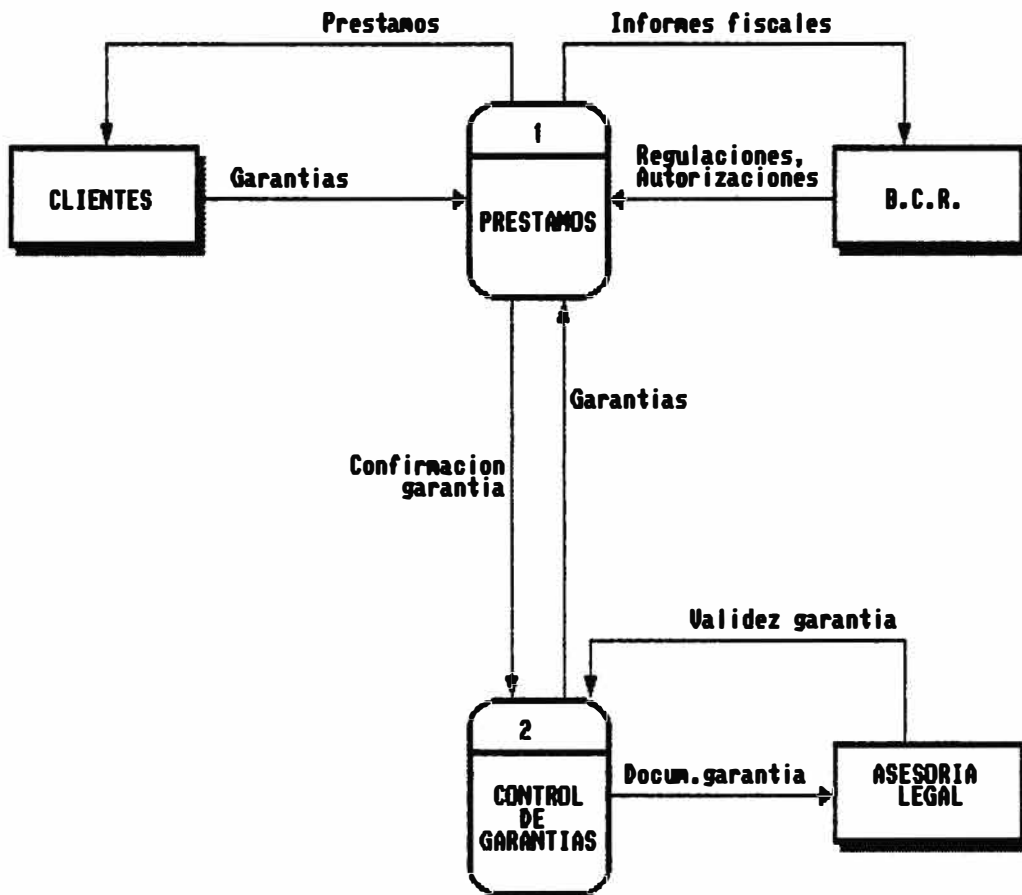 Prestamos
Informes fiscales
1
Regulaciones,
Autorizaciones
CLIENTES
Garantias
PRESTAMOS
B.C.R.
Garantias
Confirmacion
garantia
Validez garantia
2
Docum.garantia
ASESORIA
LEGAL
CONTROL
DE
GARANTIAS